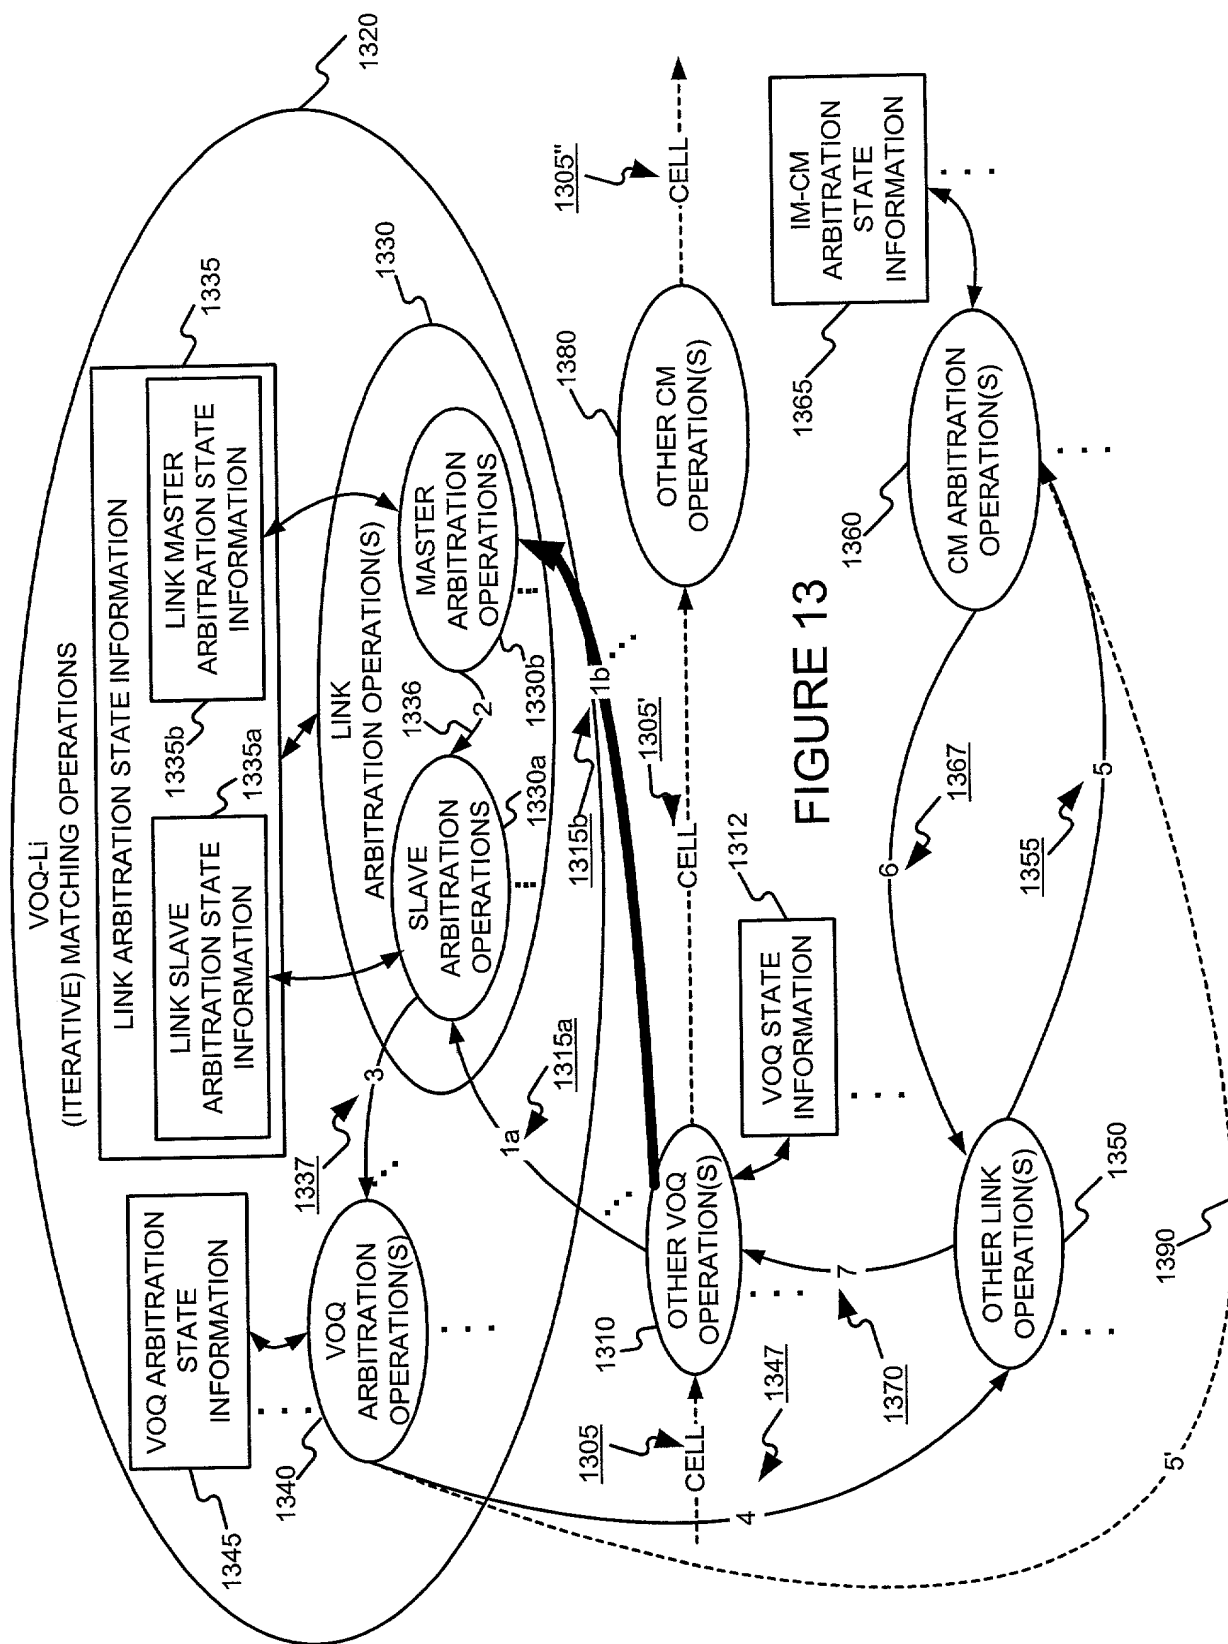 VOQ-Li
(ITERATIVE) MATCHING OPERATIONS
1320
LINK ARBITRATION STATE INFORMATION
1335
VOQ ARBITRATION
STATE
INFORMATION
1345
LINK SLAVE
ARBITRATION STATE
INFORMATION
1335a
LINK MASTER
ARBITRATION STATE
INFORMATION
1335b
LINK
ARBITRATION OPERATION(S)
1330
VOQ
ARBITRATION
OPERATION(S)
1340
3
1337
SLAVE
ARBITRATION
OPERATIONS
1330a
2
1336
MASTER
ARBITRATION
OPERATIONS
1330b
1a
1315a
1b
1315b
CELL
1305
OTHER VOQ
OPERATION(S)
1310
CELL
1305'
OTHER CM
OPERATION(S)
1380
CELL
1305"
VOQ STATE
INFORMATION
1312
4
1347
7
1370
FIGURE 13
IM-CM
ARBITRATION
STATE
INFORMATION
1365
6
1367
OTHER LINK
OPERATION(S)
1350
5
1355
CM ARBITRATION
OPERATION(S)
1360
5'
1390